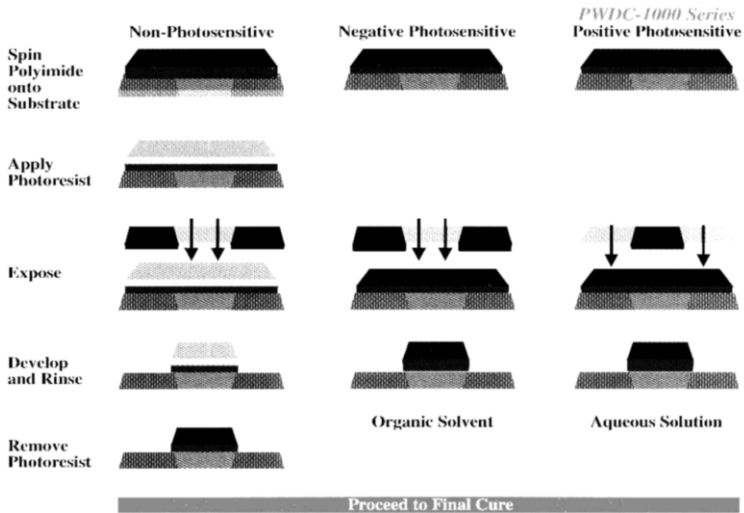 PWDC-1000 Series
Non-Photosensitive
Negative Photosensitive
Positive Photosensitive
Spin
Polyimide
onto
Substrate
Apply
Photoresist
Expose
Develop
and Rinse
Organic Solvent
Aqueous Solution
Remove
Photoresist
Proceed to Final Cure